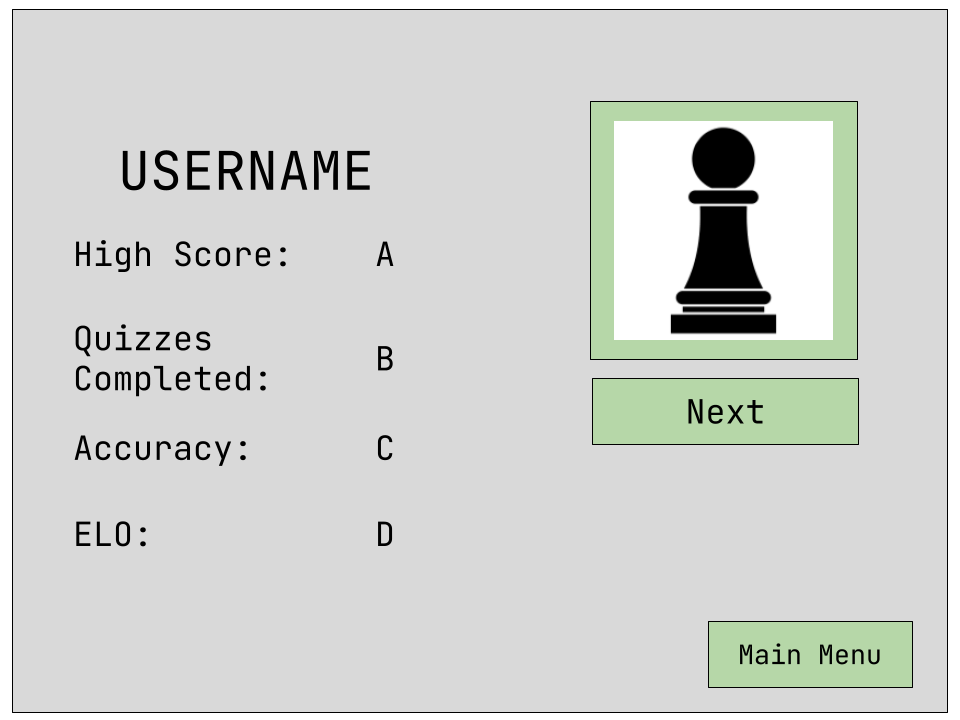 USERNAME
High Score: A
Quizzes
Completed: B
Accuracy: C
ELO: D
Next
Main Menu